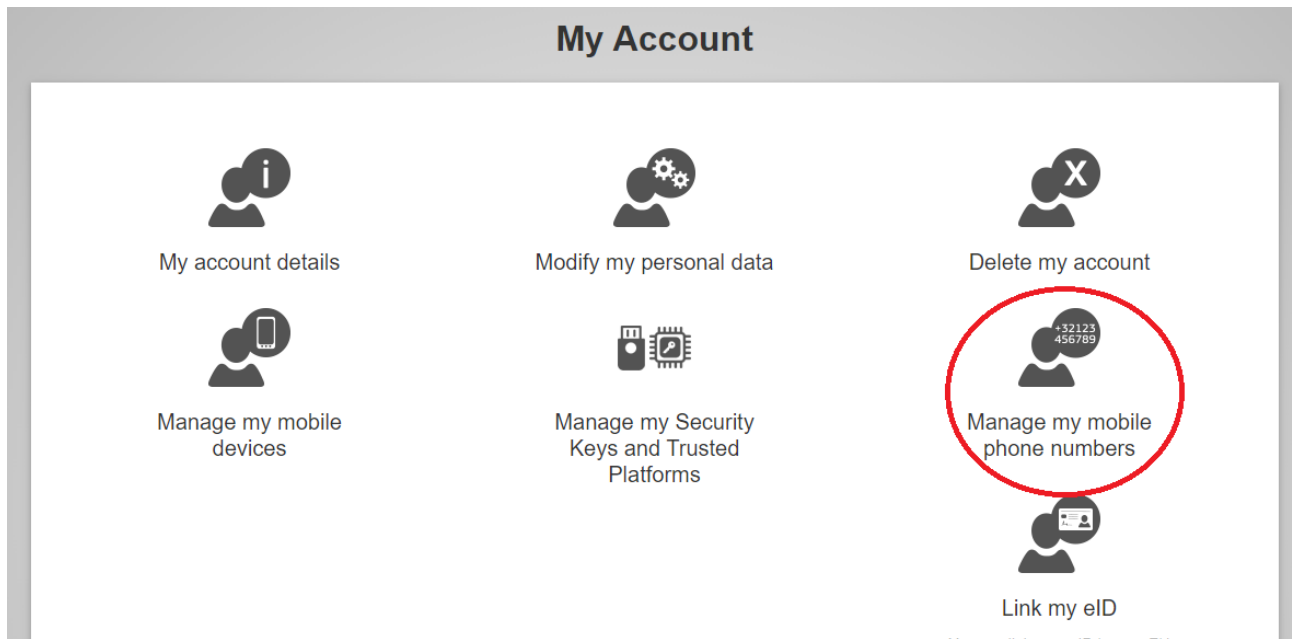 My Account
i
X
My account details
Modify my personal data
Delete my account
+32123
456789
Manage my mobile
devices
Manage my Security
Keys and Trusted
Platforms
Manage my mobile
phone numbers
Link my eID